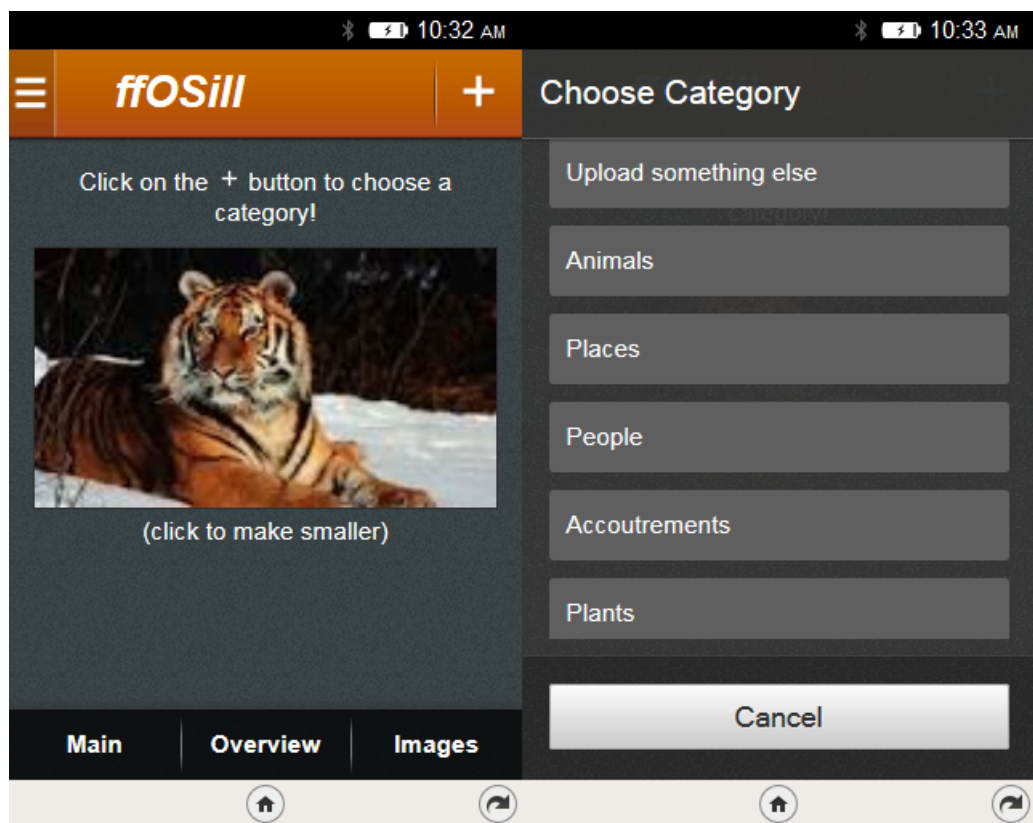 10:32 AM
ffOSill
+
Click on the + button to choose a
category!
(click to make smaller)
Main
Overview
Images
10:33 AM
Choose Category
Upload something else
category!
Animals
Places
People
Accoutrements
Plants
Cancel